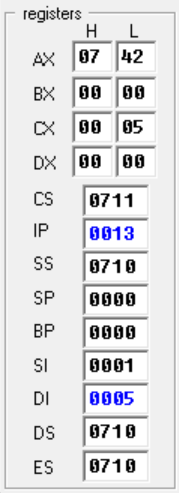 registers
H L
AX 07 42
BX 00 00
CX 00 05
DX 00 00
CS 0711
IP 0013
SS 0710
SP 0000
BP 0000
SI 0001
DI 0005
DS 0710
ES 0710